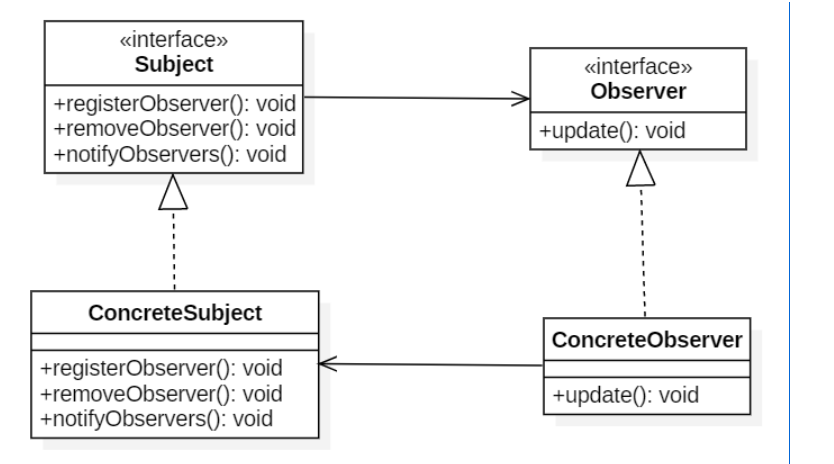 «interface»
Subject
+registerObserver(): void
+removeObserver(): void
+notifyObservers(): void
«interface»
Observer
+update(): void
ConcreteSubject
+registerObserver(): void
+removeObserver(): void
+notifyObservers(): void
ConcreteObserver
+update(): void